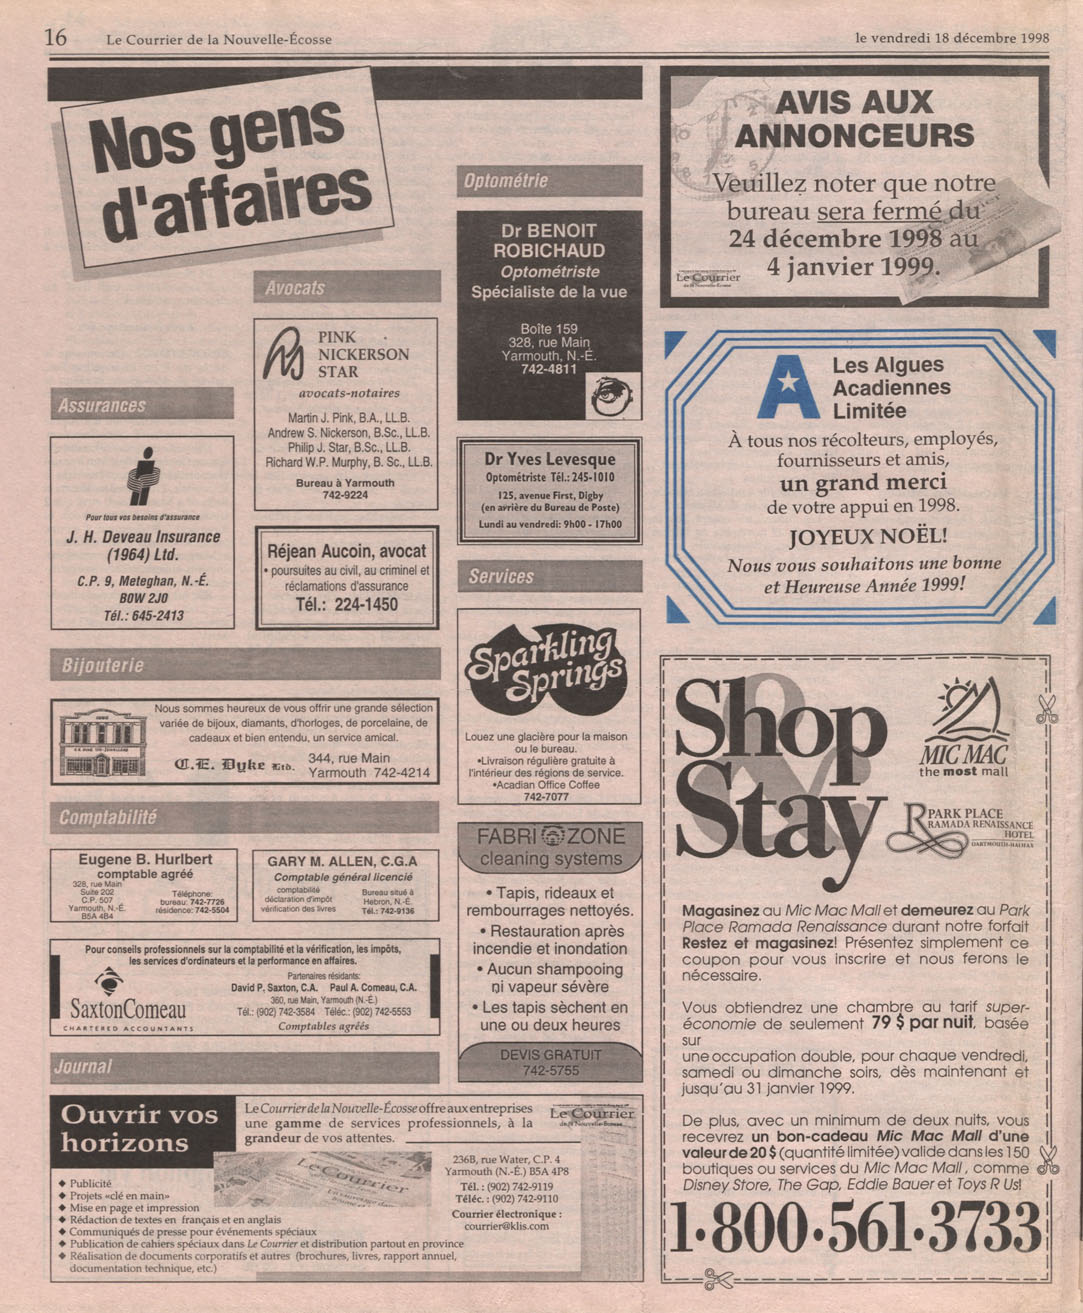 16 Le Courrier de la Nouvelle-Écosse le vendredi 18 décembre 1998
Nos gens
d'affaires
Assurances
Pour tous vos besoins d'assurance
J. H. Deveau Insurance
(1964) Ltd.
C.P. 9, Meteghan, N.-É.
B0W 2J0
Tél.: 645-2413
Avocats
PINK
NICKERSON
STAR
avocats-notaires
Martin J. Pink, B.A., LL.B.
Andrew S. Nickerson, B.Sc., LL.B.
Philip J. Star, B.Sc., LL.B.
Richard W.P. Murphy, B. Sc., LL.B.
Bureau à Yarmouth
742-9224
Réjean Aucoin, avocat
• poursuites au civil, au criminel et
réclamations d'assurance
Tél.: 224-1450
Bijouterie
Nous sommes heureux de vous offrir une grande sélection
variée de bijoux, diamants, d'horloges, de porcelaine, de
cadeaux et bien entendu, un service amical.
C.E. Dyke Ltd.
344, rue Main
Yarmouth 742-4214
Comptabilité
Eugene B. Hurlbert
comptable agréé
328, rue Main
Suite 202
C.P. 507
Yarmouth, N.-É.
B5A 4B4
Téléphone:
bureau: 742-7726
résidence: 742-5504
GARY M. ALLEN, C.G.A
Comptable général licencié
comptabilité
déclaration d'impôt
vérification des livres
Bureau situé à
Hebron, N.-É.
Tél.: 742-9136
Pour conseils professionnels sur la comptabilité et la vérification, les impôts,
les services d'ordinateurs et la performance en affaires.
SaxtonComeau
CHARTERED ACCOUNTANTS
Partenaires résidants:
David P. Saxton, C.A. Paul A. Comeau, C.A.
360, rue Main, Yarmouth (N.-É.)
Tél.: (902) 742-3584 Téléc.: (902) 742-5553
Comptables agréés
Journal
Ouvrir vos
horizons
Le Courrier de la Nouvelle-Écosse offre aux entreprises
une gamme de services professionnels, à la
grandeur de vos attentes.
Le Courrier
de la Nouvelle-Écosse
Le Courrier
236B, rue Water, C.P. 4
Yarmouth (N.-É.) B5A 4P8
Tél. : (902) 742-9119
Téléc. : (902) 742-9110
Courrier électronique :
courrier@klis.com
◆ Publicité
◆ Projets «clé en main»
◆ Mise en page et impression
◆ Rédaction de textes en français et en anglais
◆ Communiqués de presse pour événements spéciaux
◆ Publication de cahiers spéciaux dans Le Courrier et distribution partout en province
◆ Réalisation de documents corporatifs et autres (brochures, livres, rapport annuel,
documentation technique, etc.)
Optométrie
Dr BENOIT
ROBICHAUD
Optométriste
Spécialiste de la vue
Boîte 159
328, rue Main
Yarmouth, N.-É.
742-4811
Dr Yves Levesque
Optométriste Tél.: 245-1010
125, avenue First, Digby
(en arrière du Bureau de Poste)
Lundi au vendredi: 9h00 - 17h00
Services
Sparkling
Springs
Louez une glacière pour la maison
ou le bureau.
•Livraison régulière gratuite à
l'intérieur des régions de service.
•Acadian Office Coffee
742-7077
FABRI ZONE
cleaning systems
• Tapis, rideaux et
rembourrages nettoyés.
• Restauration après
incendie et inondation
• Aucun shampooing
ni vapeur sévère
• Les tapis sèchent en
une ou deux heures
DEVIS GRATUIT
742-5755
AVIS AUX
ANNONCEURS
Veuillez noter que notre
bureau sera fermé du
24 décembre 1998 au
4 janvier 1999.
Le Courrier
de la Nouvelle-Écosse
A
Les Algues
Acadiennes
Limitée
À tous nos récolteurs, employés,
fournisseurs et amis,
un grand merci
de votre appui en 1998.
JOYEUX NOËL!
Nous vous souhaitons une bonne
et Heureuse Année 1999!
Shop
&
Stay
MIC MAC
the most mall
PARK PLACE
RAMADA RENAISSANCE
HOTEL
DARTMOUTH-HALIFAX
Magasinez au Mic Mac Mall et demeurez au Park
Place Ramada Renaissance durant notre forfait
Restez et magasinez! Présentez simplement ce
coupon pour vous inscrire et nous ferons le
nécessaire.
Vous obtiendrez une chambre au tarif super-
économie de seulement 79 $ par nuit, basée
sur
une occupation double, pour chaque vendredi,
samedi ou dimanche soirs, dès maintenant et
jusqu'au 31 janvier 1999.
De plus, avec un minimum de deux nuits, vous
recevrez un bon-cadeau Mic Mac Mall d'une
valeur de 20 $ (quantité limitée) valide dans les 150
boutiques ou services du Mic Mac Mall, comme
Disney Store, The Gap, Eddie Bauer et Toys R Us!
1·800·561·3733